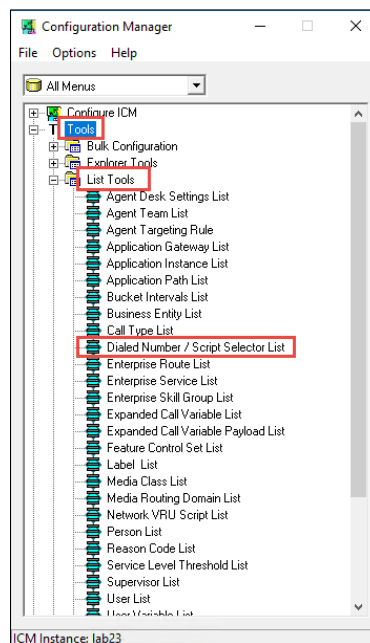 Configuration Manager
File Options Help
All Menus
Configure ICM
Tools
Bulk Configuration
Explorer Tools
List Tools
Agent Desk Settings List
Agent Team List
Agent Targeting Rule
Application Gateway List
Application Instance List
Application Path List
Bucket Intervals List
Business Entity List
Call Type List
Dialed Number / Script Selector List
Enterprise Route List
Enterprise Service List
Enterprise Skill Group List
Expanded Call Variable List
Expanded Call Variable Payload List
Feature Control Set List
Label List
Media Class List
Media Routing Domain List
Network VRU Script List
Person List
Reason Code List
Service Level Threshold List
Supervisor List
User List
User Variable List
ICM Instance: lab23